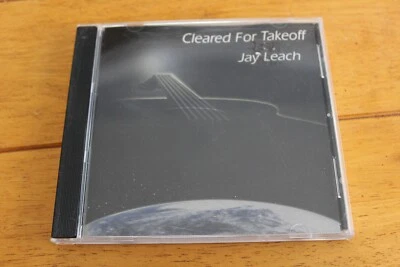 Cleared For Takeoff
Jay Leach